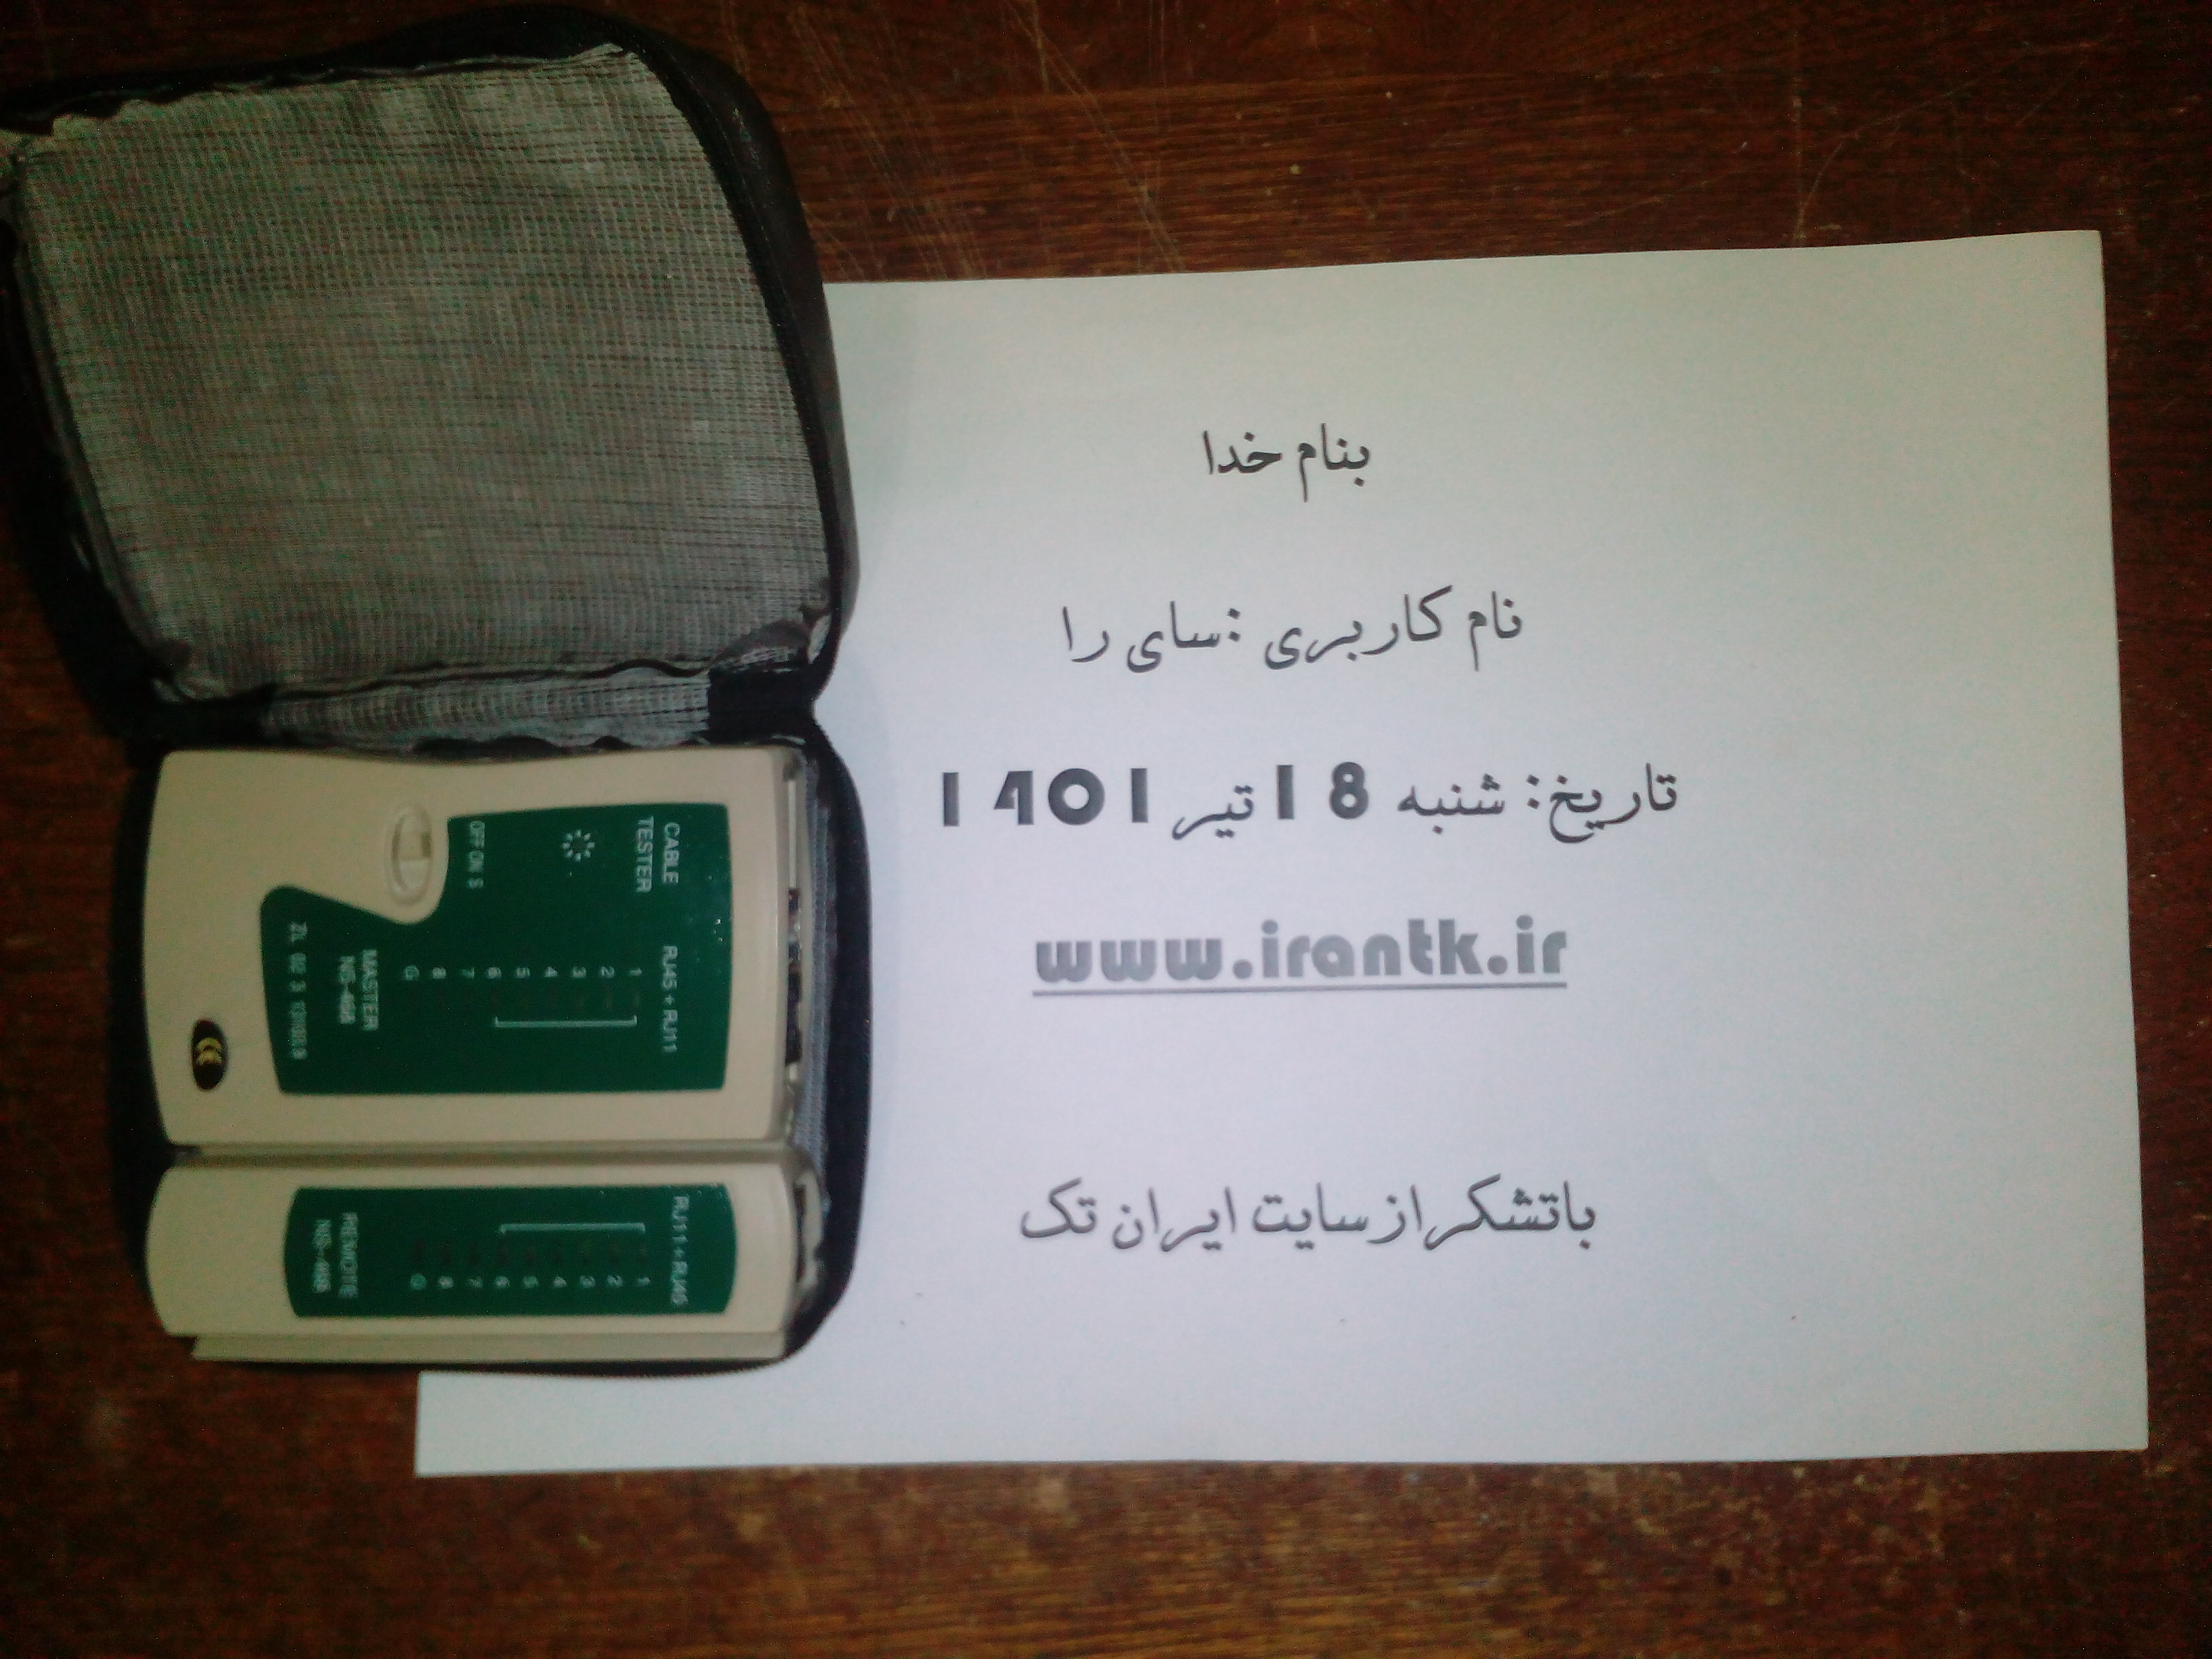 بنام خدا
نام کاربری :سای را
تاریخ: شنبه 18 تیر 1401
www.irantk.ir
باتشکر از سایت ایران تک
CABLE
TESTER
OFF ON S
RJ45+RJ11
1
2
3
4
5
6
7
8
G
MASTER
NS-468
RJ11+RJ45
1
2
3
4
5
6
7
8
G
REMOTE
NS-468